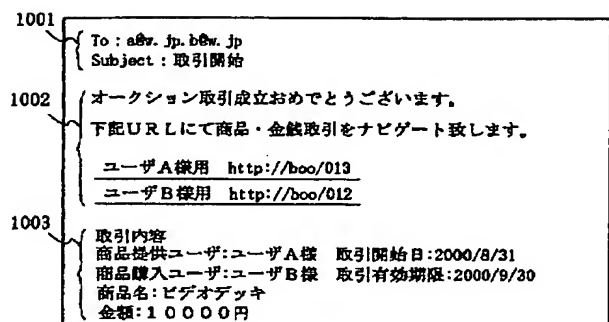 1001
To : a@w. jp. b@w. jp
Subject : 取引開始
1002
オークション取引成立おめでとうございます。
下記URLにて商品・金銭取引をナビゲート致します。
ユーザA様用 http://boo/013
ユーザB様用 http://boo/012
1003
取引内容
商品提供ユーザ:ユーザA様 取引開始日:2000/8/31
商品購入ユーザ:ユーザB様 取引有効期限:2000/9/30
商品名:ビデオデッキ
金額:10000円